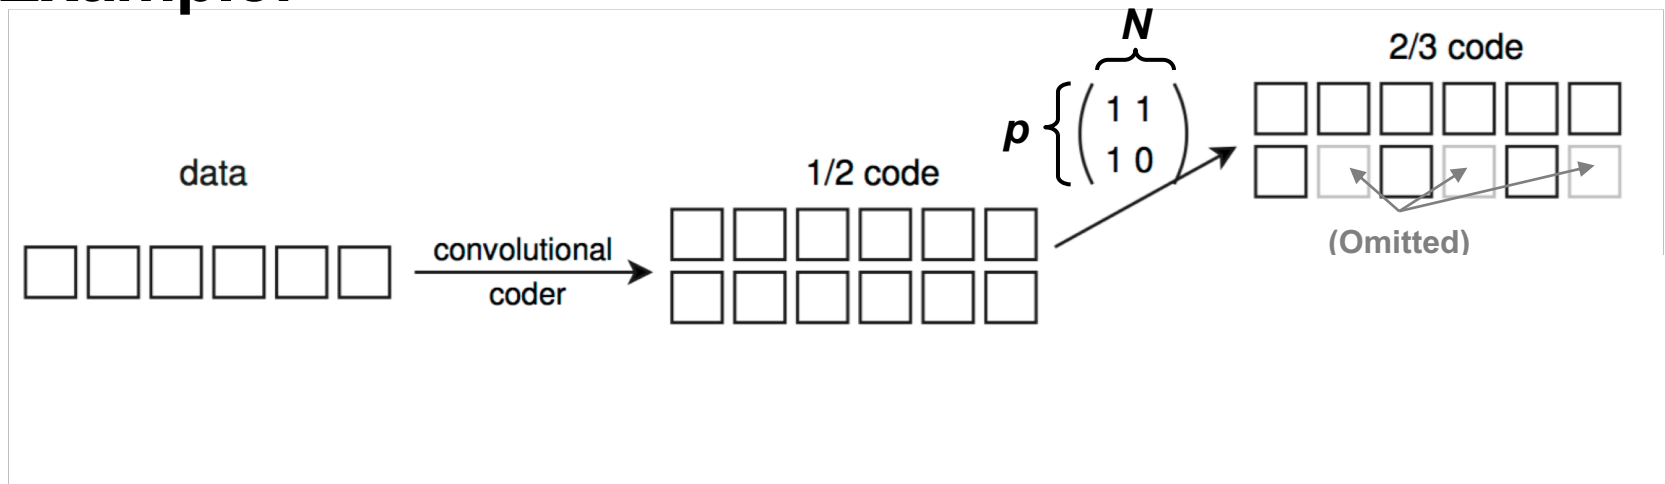 Example:
data
convolutional
coder
1/2 code
N
p
1 1
1 0
2/3 code
(Omitted)